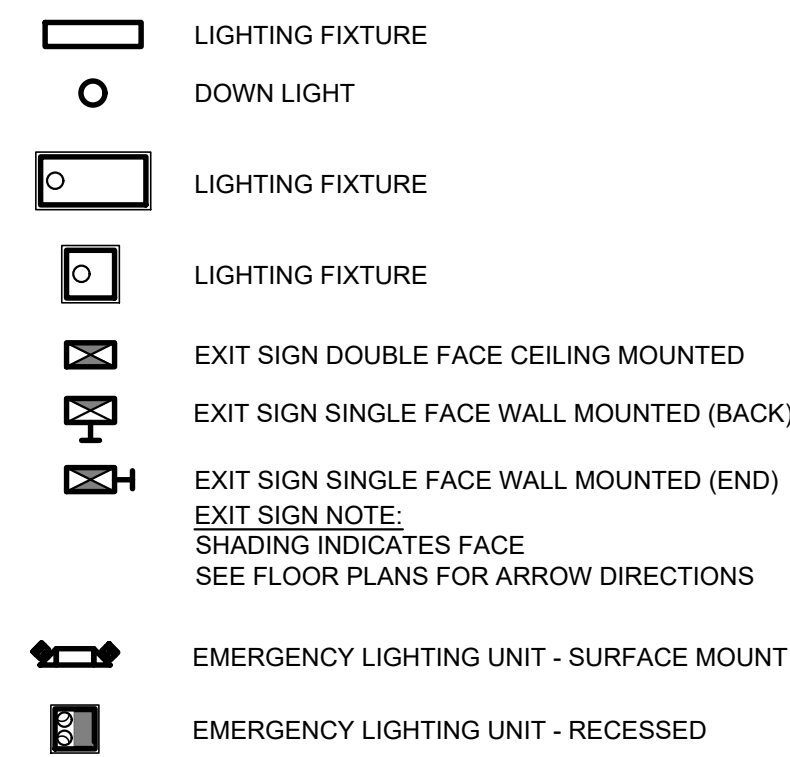 LIGHTING FIXTURE
DOWN LIGHT
LIGHTING FIXTURE
LIGHTING FIXTURE
EXIT SIGN DOUBLE FACE CEILING MOUNTED
EXIT SIGN SINGLE FACE WALL MOUNTED (BACK)
EXIT SIGN SINGLE FACE WALL MOUNTED (END)
EXIT SIGN NOTE:
SHADING INDICATES FACE
SEE FLOOR PLANS FOR ARROW DIRECTIONS
EMERGENCY LIGHTING UNIT - SURFACE MOUNT
EMERGENCY LIGHTING UNIT - RECESSED